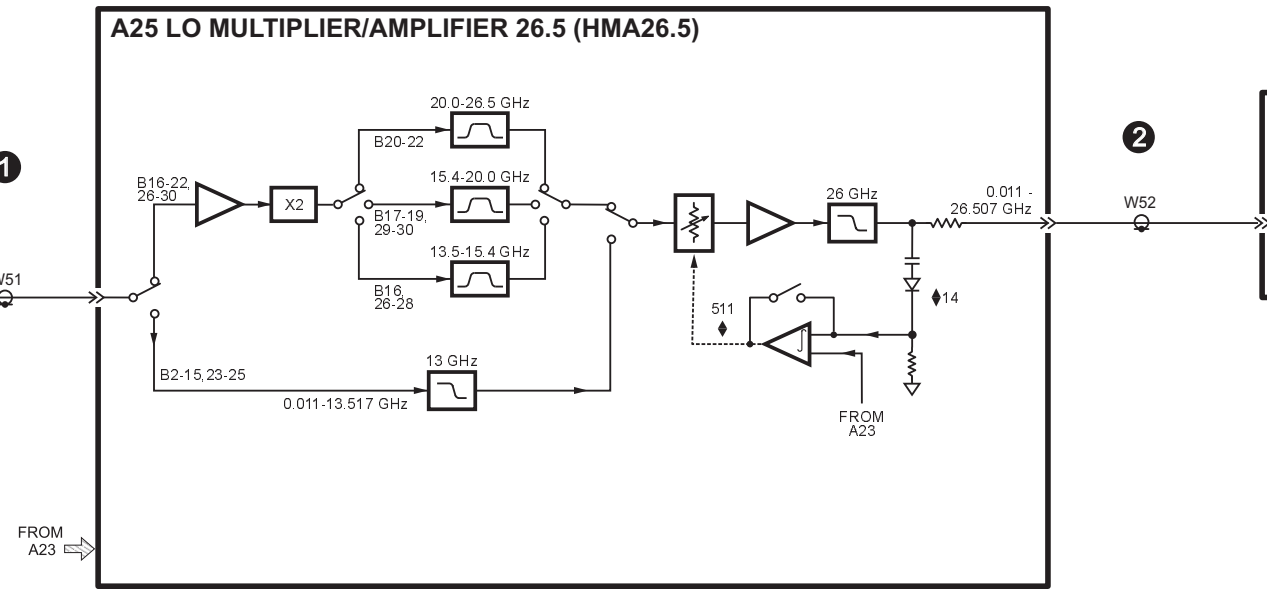 A25 LO MULTIPLIER/AMPLIFIER 26.5 (HMA26.5)
20.0-26.5 GHz
B20-22
2
1
B16-22,
26-30
X2
15.4-20.0 GHz
B17-19,
29-30
26 GHz
0.011 -
26.507 GHz
W52
13.5-15.4 GHz
B16,
26-28
W51
511
14
∫
13 GHz
B2-15,23-25
0.011-13.517 GHz
FROM
A23
FROM
A23